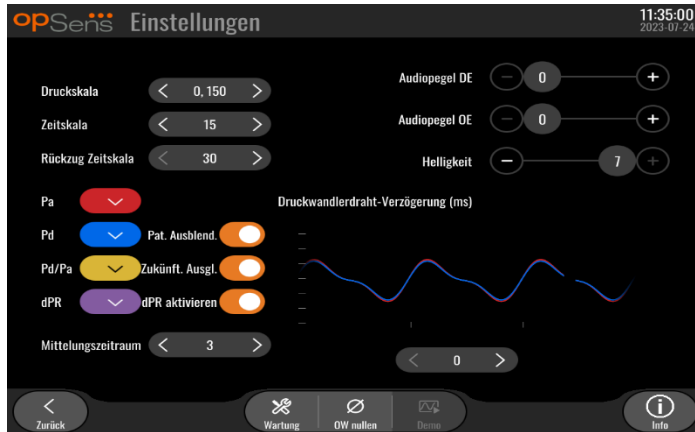 opSens Einstellungen
11:35:00
2023-07-24
Druckskala
0, 150
Zeitskala
15
Rückzug Zeitskala
30
Audiopegel DE
0
Audiopegel OE
0
Helligkeit
7
Pa
Pd
Pat. Ausblend.
Pd/Pa
Zukünft. Ausgl.
dPR
dPR aktivieren
Mittelungszeitraum
3
Druckwandlerdraht-Verzögerung (ms)
0
Zurück
Wartung
OW nullen
Demo
Info